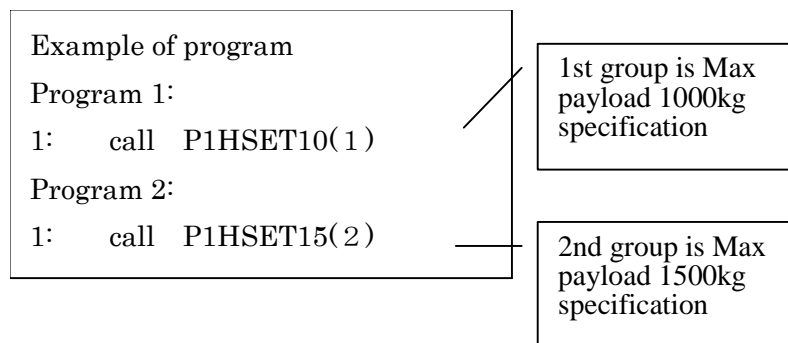 Example of program
Program 1:
1: call P1HSET10(1)
Program 2:
1: call P1HSET15(2)
1st group is Max
payload 1000kg
specification
2nd group is Max
payload 1500kg
specification